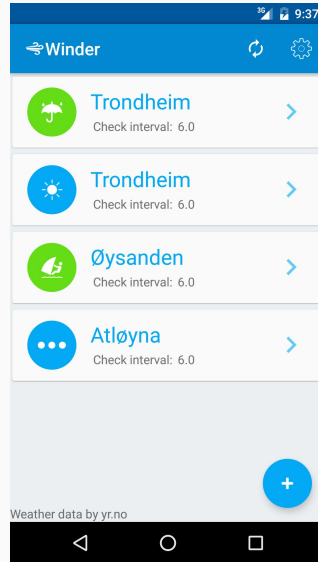 3G 9:37
Winder
Trondheim
Check interval: 6.0
Trondheim
Check interval: 6.0
Øysanden
Check interval: 6.0
Atløyna
Check interval: 6.0
+
Weather data by yr.no